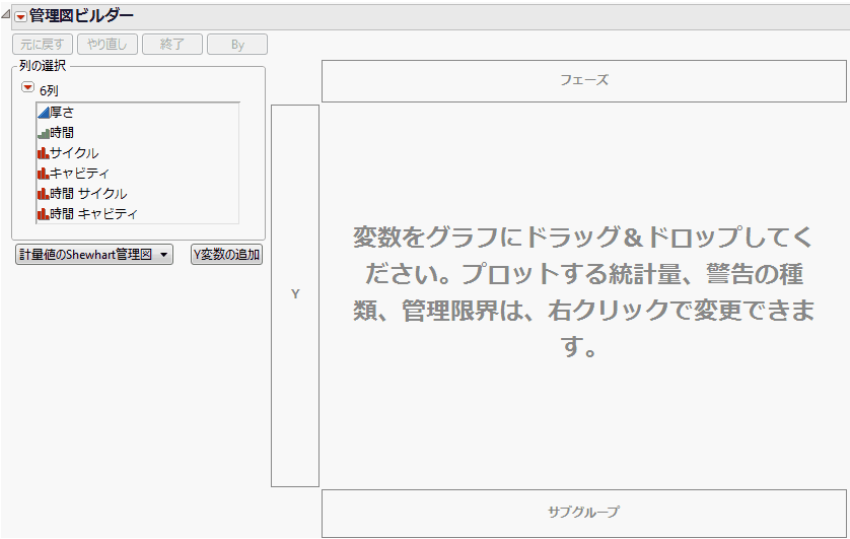 管理図ビルダー
元に戻す やり直し 終了 By
列の選択
6列
厚さ
時間
サイクル
キャビティ
時間 サイクル
時間 キャビティ
計量値のShewhart管理図 Y変数の追加
フェーズ
Y
変数をグラフにドラッグ＆ドロップしてく
ださい。プロットする統計量、警告の種
類、管理限界は、右クリックで変更できま
す。
サブグループ